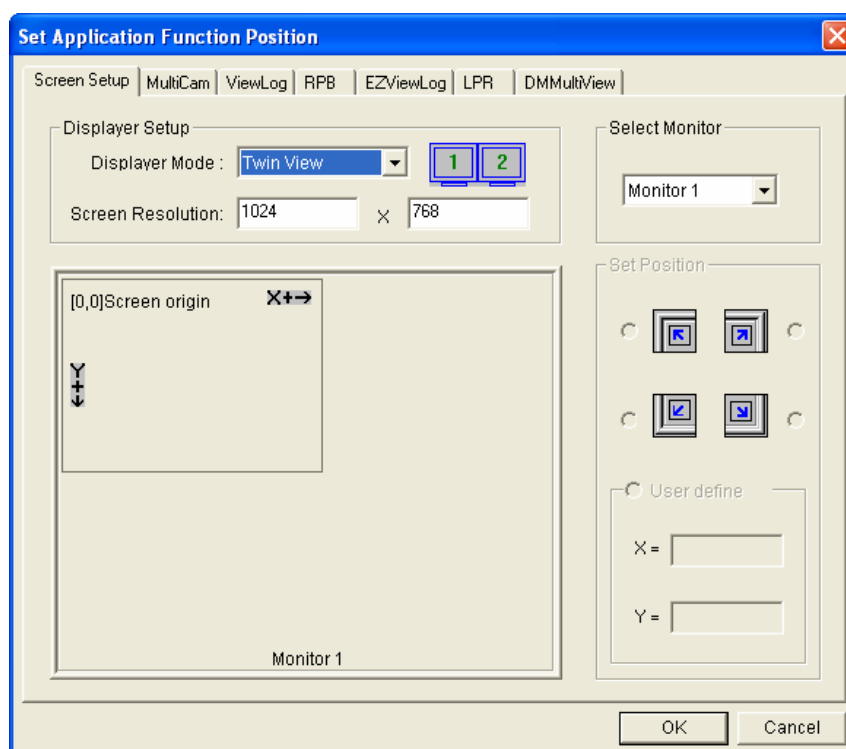 Set Application Function Position
Screen Setup MultiCam ViewLog RPB EZViewLog LPR DMMultiView
Displayer Setup
Displayer Mode : Twin View 1 2
Screen Resolution: 1024 X 768
Select Monitor
Monitor 1
[0,0]Screen origin X+→
Y+↓
Monitor 1
Set Position
User define
X =
Y =
OK Cancel